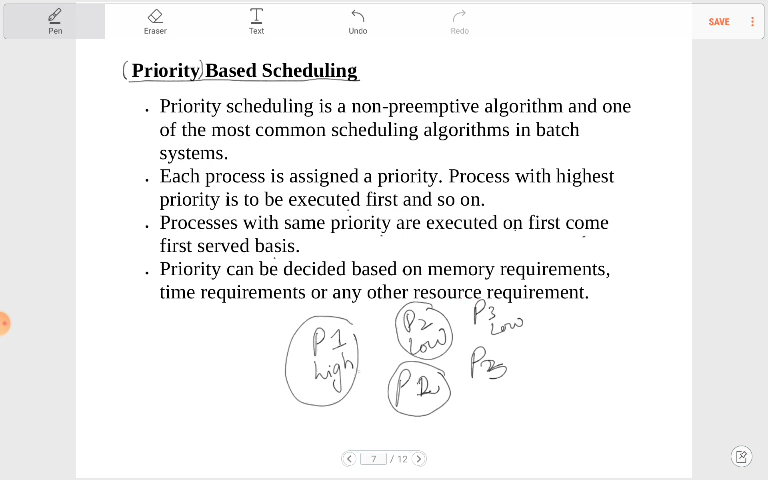 Pen
Eraser
Text
Undo
Redo
SAVE
(Priority) Based Scheduling
• Priority scheduling is a non-preemptive algorithm and one
of the most common scheduling algorithms in batch
systems.
• Each process is assigned a priority. Process with highest
priority is to be executed first and so on.
• Processes with same priority are executed on first come
first served basis.
• Priority can be decided based on memory requirements,
time requirements or any other resource requirement.
P1
high
P2
Low
P3
Low
7 / 12